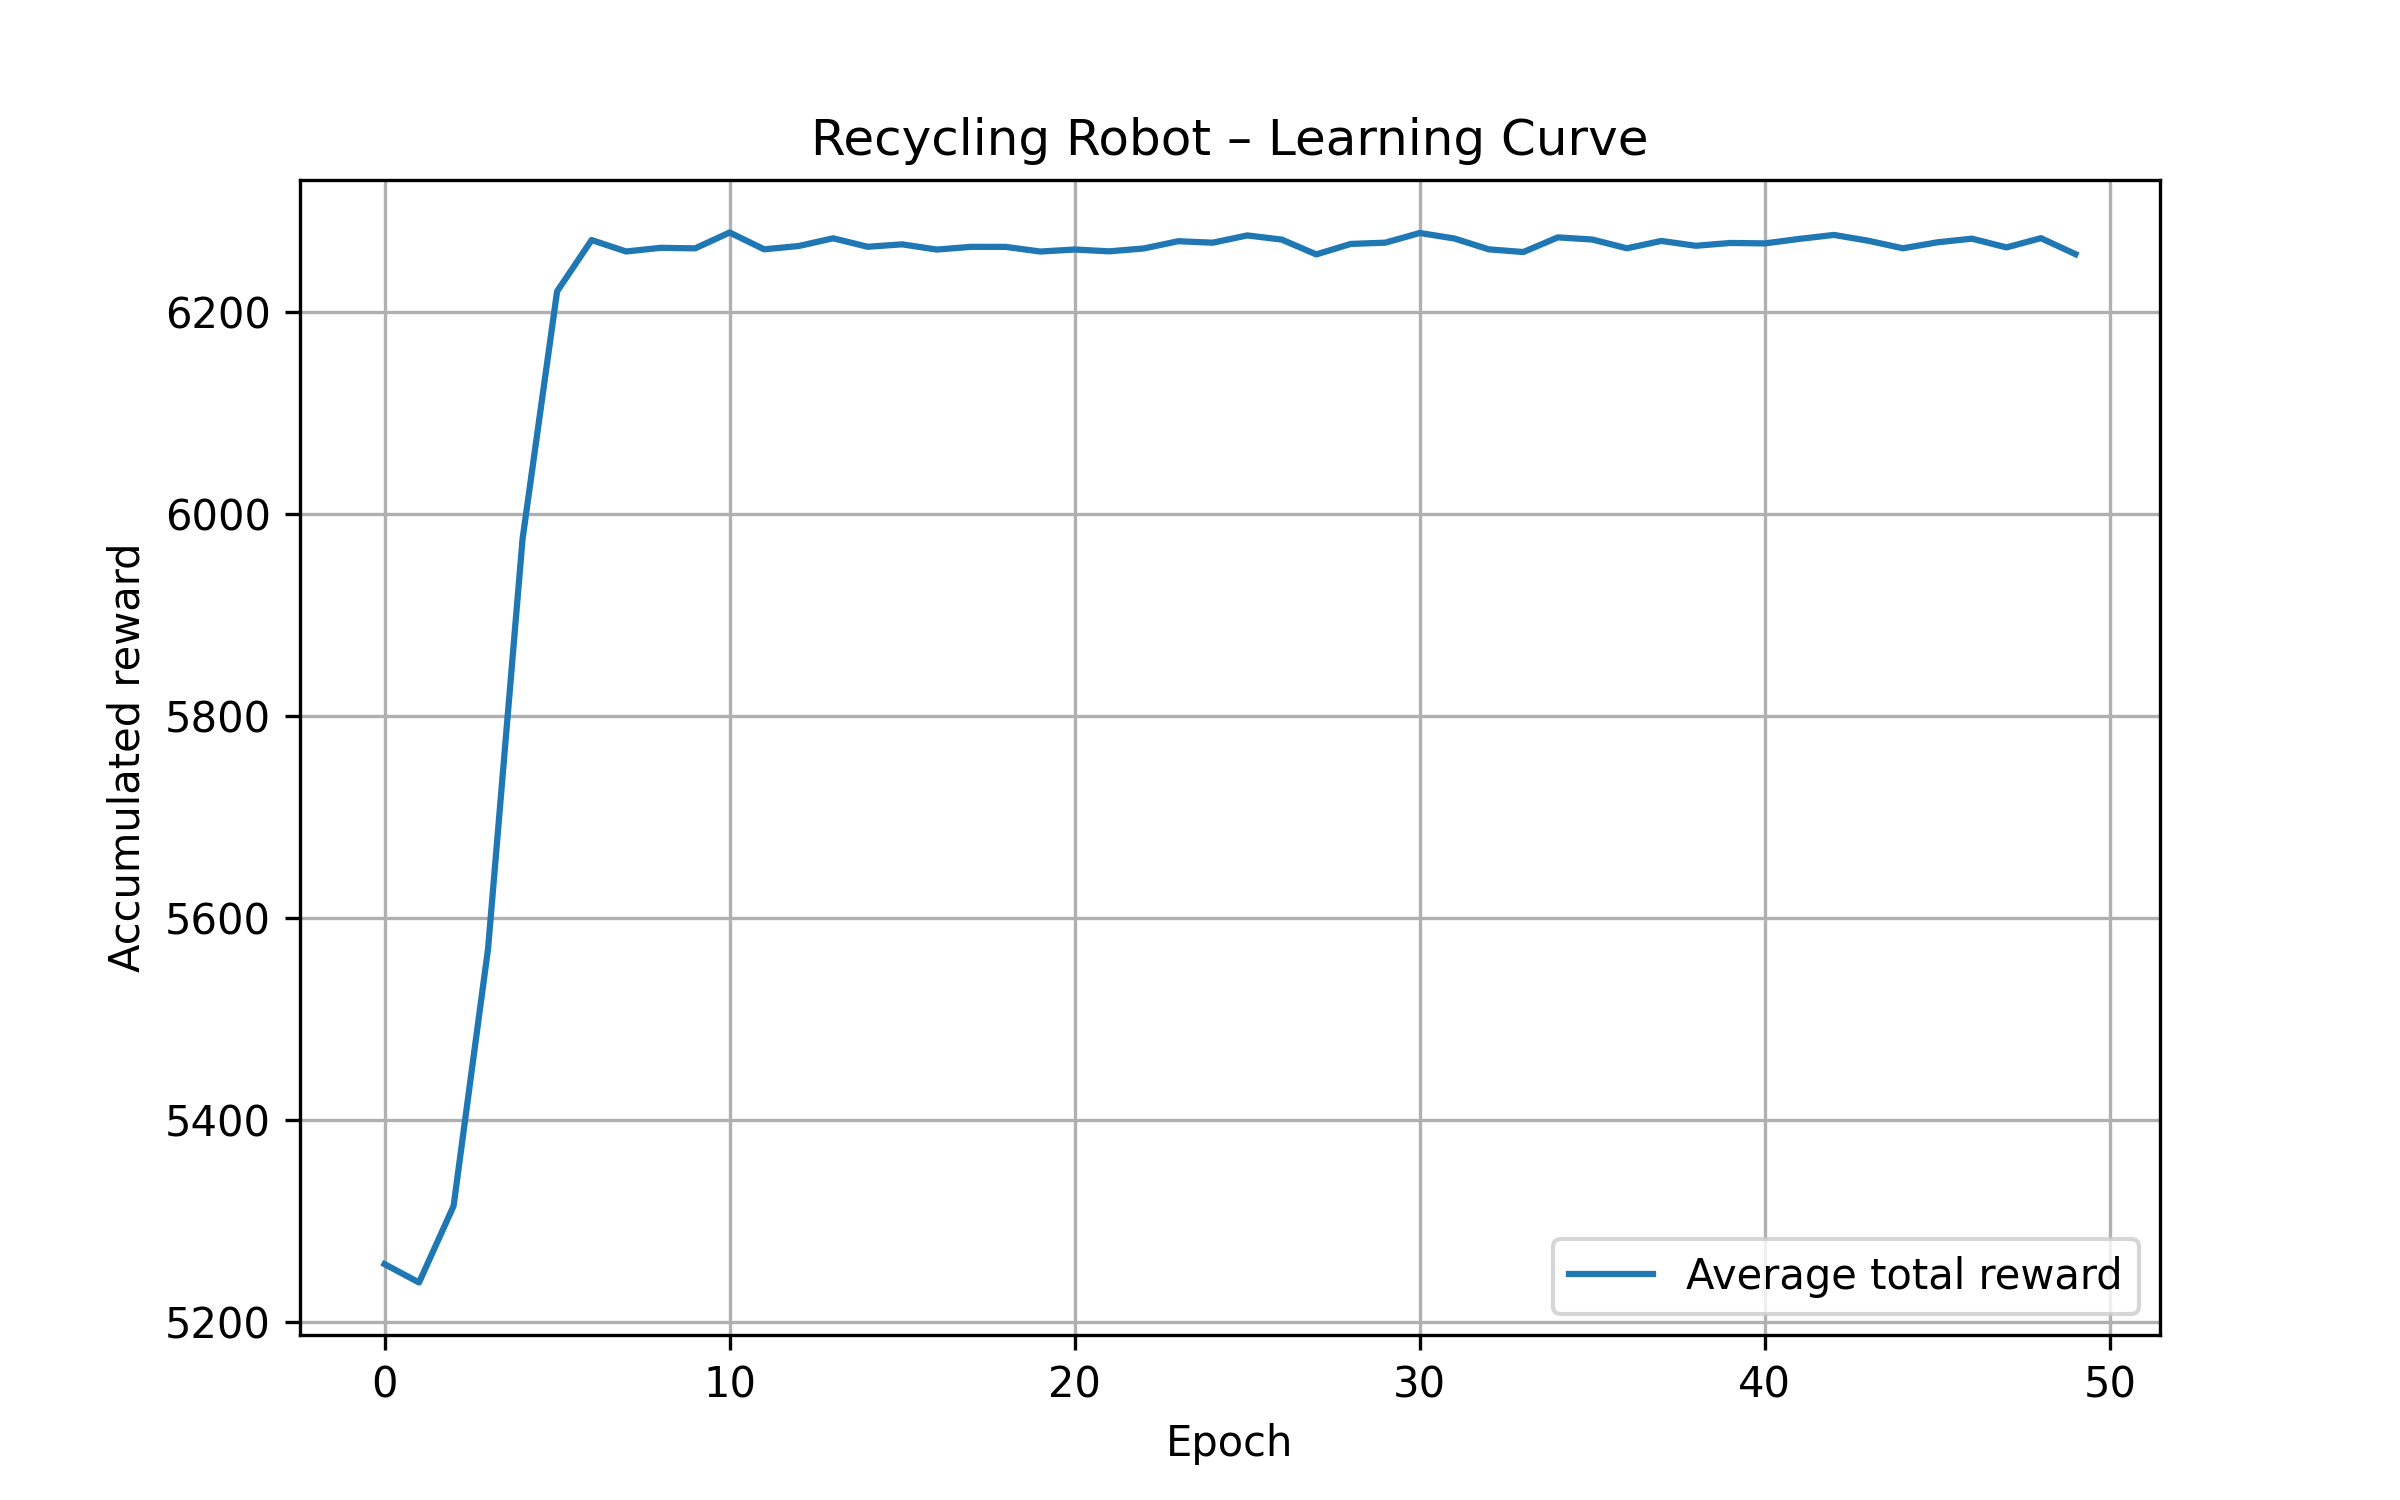 Recycling Robot – Learning Curve
Accumulated reward
6200
6000
5800
5600
5400
5200
0 10 20 30 40 50
Epoch
Average total reward